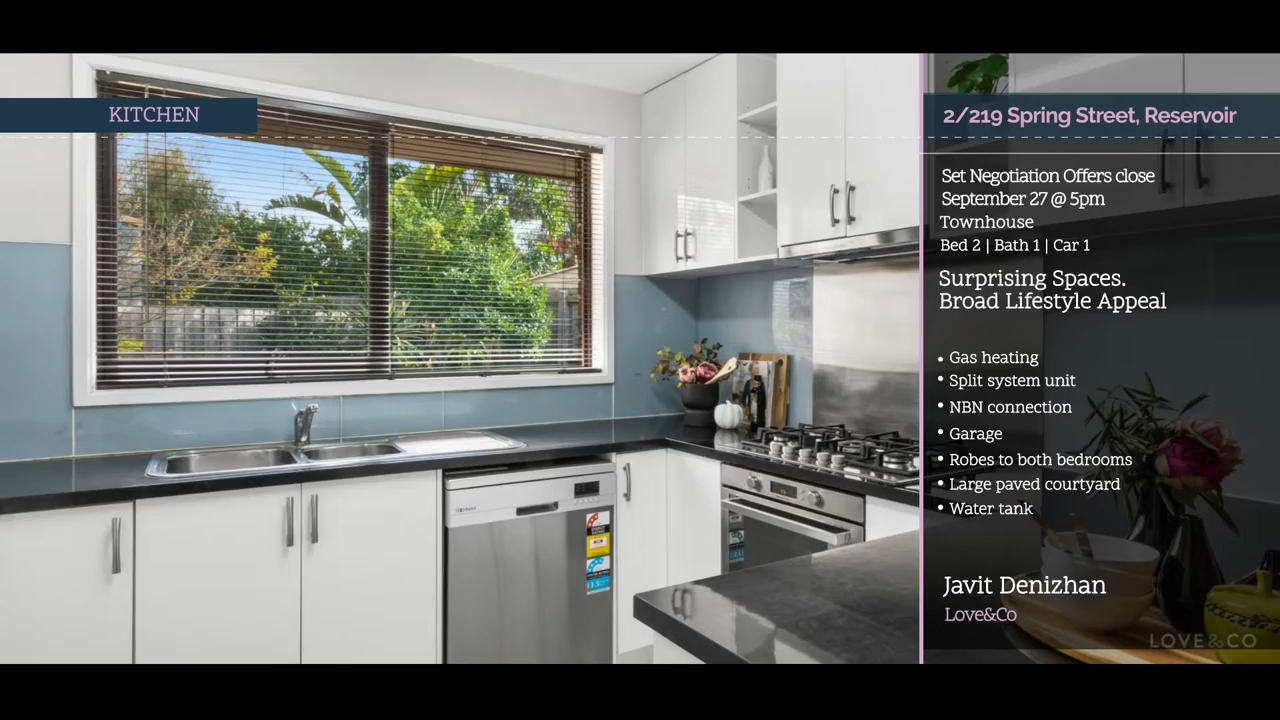 KITCHEN
2/219 Spring Street, Reservoir
Set Negotiation Offers close
September 27 @ 5pm
Townhouse
Bed 2 | Bath 1 | Car 1
Surprising Spaces.
Broad Lifestyle Appeal
• Gas heating
• Split system unit
• NBN connection
• Garage
• Robes to both bedrooms
• Large paved courtyard
• Water tank
Javit Denizhan
Love&Co
LOVE&CO